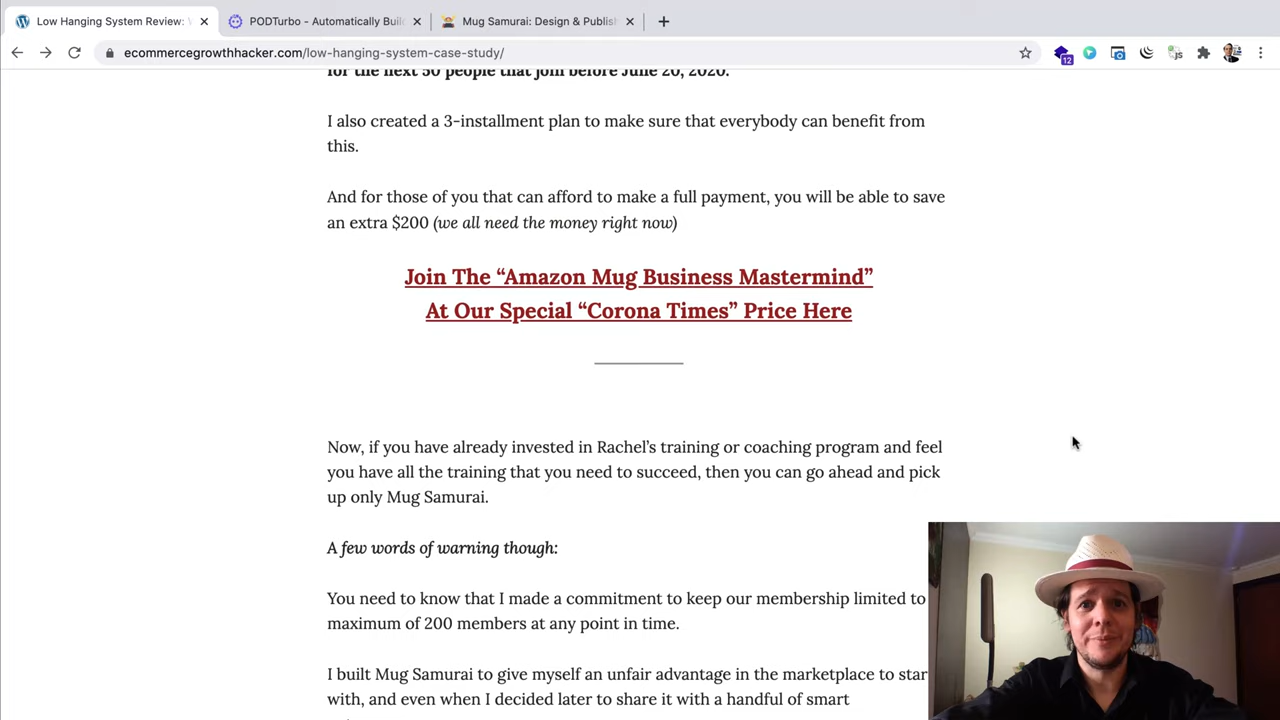 Low Hanging System Review:
PODTurbo - Automatically Buil
Mug Samurai: Design & Publish
ecommercegrowthhacker.com/low-hanging-system-case-study/
12
for the next 50 people that join before June 20, 2020.
I also created a 3-installment plan to make sure that everybody can benefit from
this.
And for those of you that can afford to make a full payment, you will be able to save
an extra $200 (we all need the money right now)
Join The “Amazon Mug Business Mastermind”
At Our Special “Corona Times” Price Here
Now, if you have already invested in Rachel’s training or coaching program and feel
you have all the training that you need to succeed, then you can go ahead and pick
up only Mug Samurai.
A few words of warning though:
You need to know that I made a commitment to keep our membership limited to
maximum of 200 members at any point in time.
I built Mug Samurai to give myself an unfair advantage in the marketplace to star
with, and even when I decided later to share it with a handful of smart